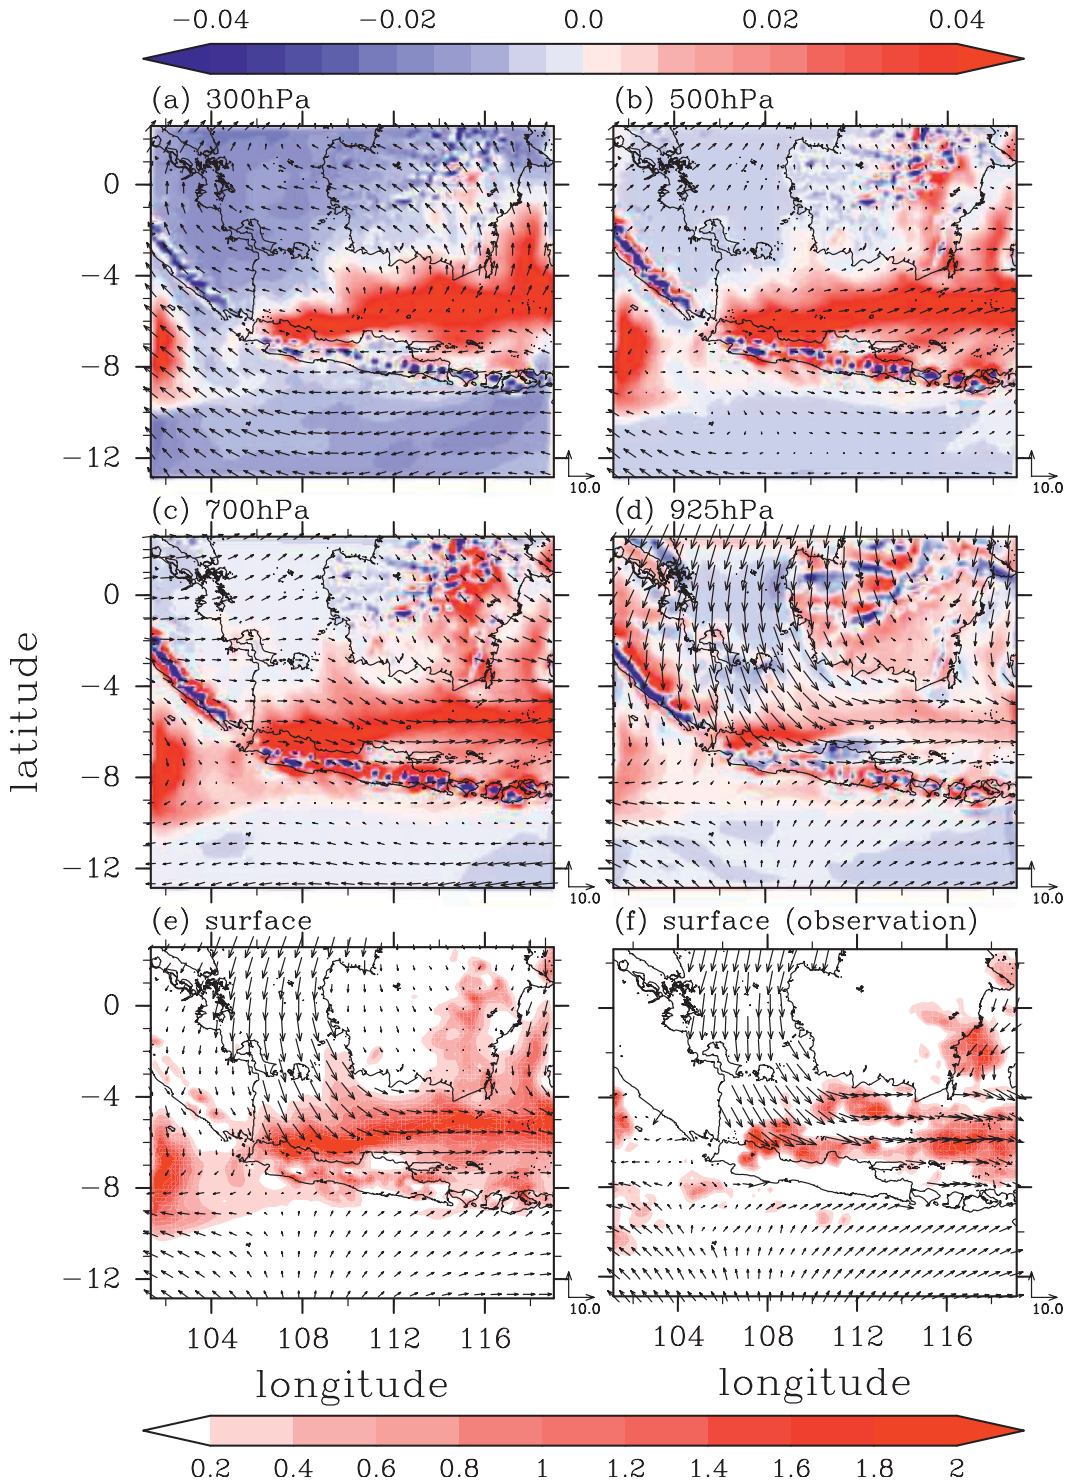 −0.04 −0.02 0.0 0.02 0.04
(a) 300hPa (b) 500hPa
0
−4
−8
−12
10.0 10.0
(c) 700hPa (d) 925hPa
0
−4
−8
−12
10.0 10.0
latitude
(e) surface (f) surface (observation)
0
−4
−8
−12
10.0 10.0
104 108 112 116 104 108 112 116
longitude longitude
0.2 0.4 0.6 0.8 1 1.2 1.4 1.6 1.8 2